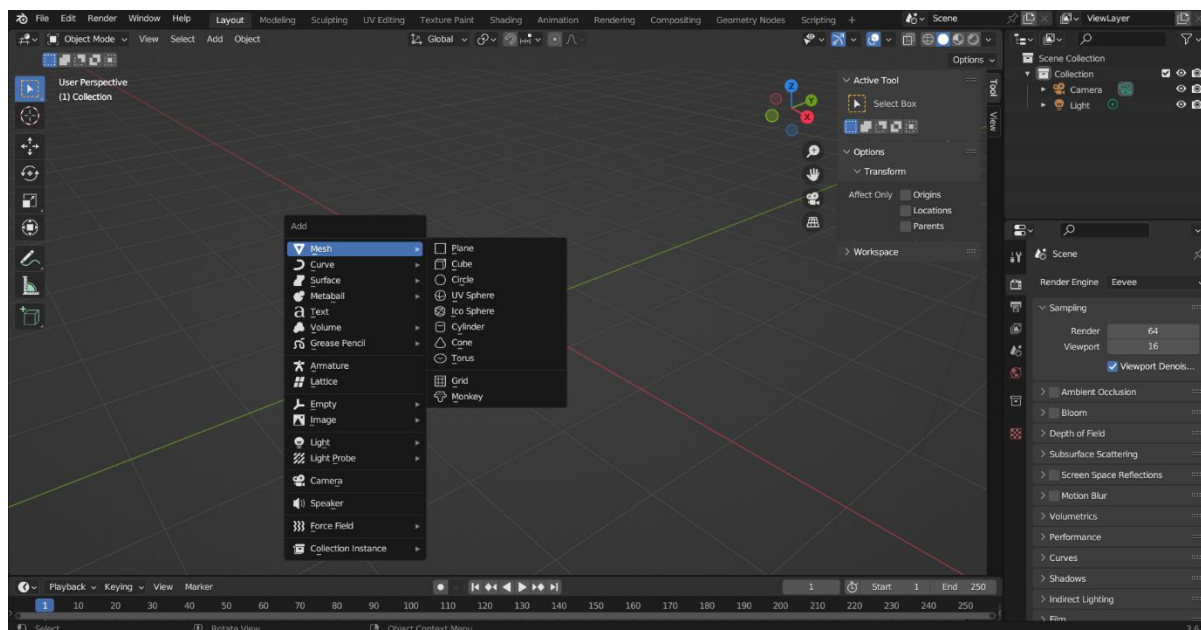 File Edit Render Window Help Layout Modeling Sculpting UV Editing Texture Paint Shading Animation Rendering Compositing Geometry Nodes Scripting + Scene ViewLayer
Object Mode View Select Add Object Global
Options
User Perspective
(1) Collection
X
Y
Z
Tool
View
Active Tool
Select Box
Options
Transform
Affect Only Origins
Locations
Parents
Workspace
Add
Mesh
Curve
Surface
Metaball
Text
Volume
Grease Pencil
Armature
Lattice
Empty
Image
Light
Light Probe
Camera
Speaker
Force Field
Collection Instance
Plane
Cube
Circle
UV Sphere
Ico Sphere
Cylinder
Cone
Torus
Grid
Monkey
Scene Collection
Collection
Camera
Light
Scene
Render Engine Eevee
Sampling
Render 64
Viewport 16
Viewport Denois...
Ambient Occlusion
Bloom
Depth of Field
Subsurface Scattering
Screen Space Reflections
Motion Blur
Volumetrics
Performance
Curves
Shadows
Indirect Lighting
Film
Playback Keying View Marker 1 Start 1 End 250
1 10 20 30 40 50 60 70 80 90 100 110 120 130 140 150 160 170 180 190 200 210 220 230 240 250
Select Rotate View Object Context Menu